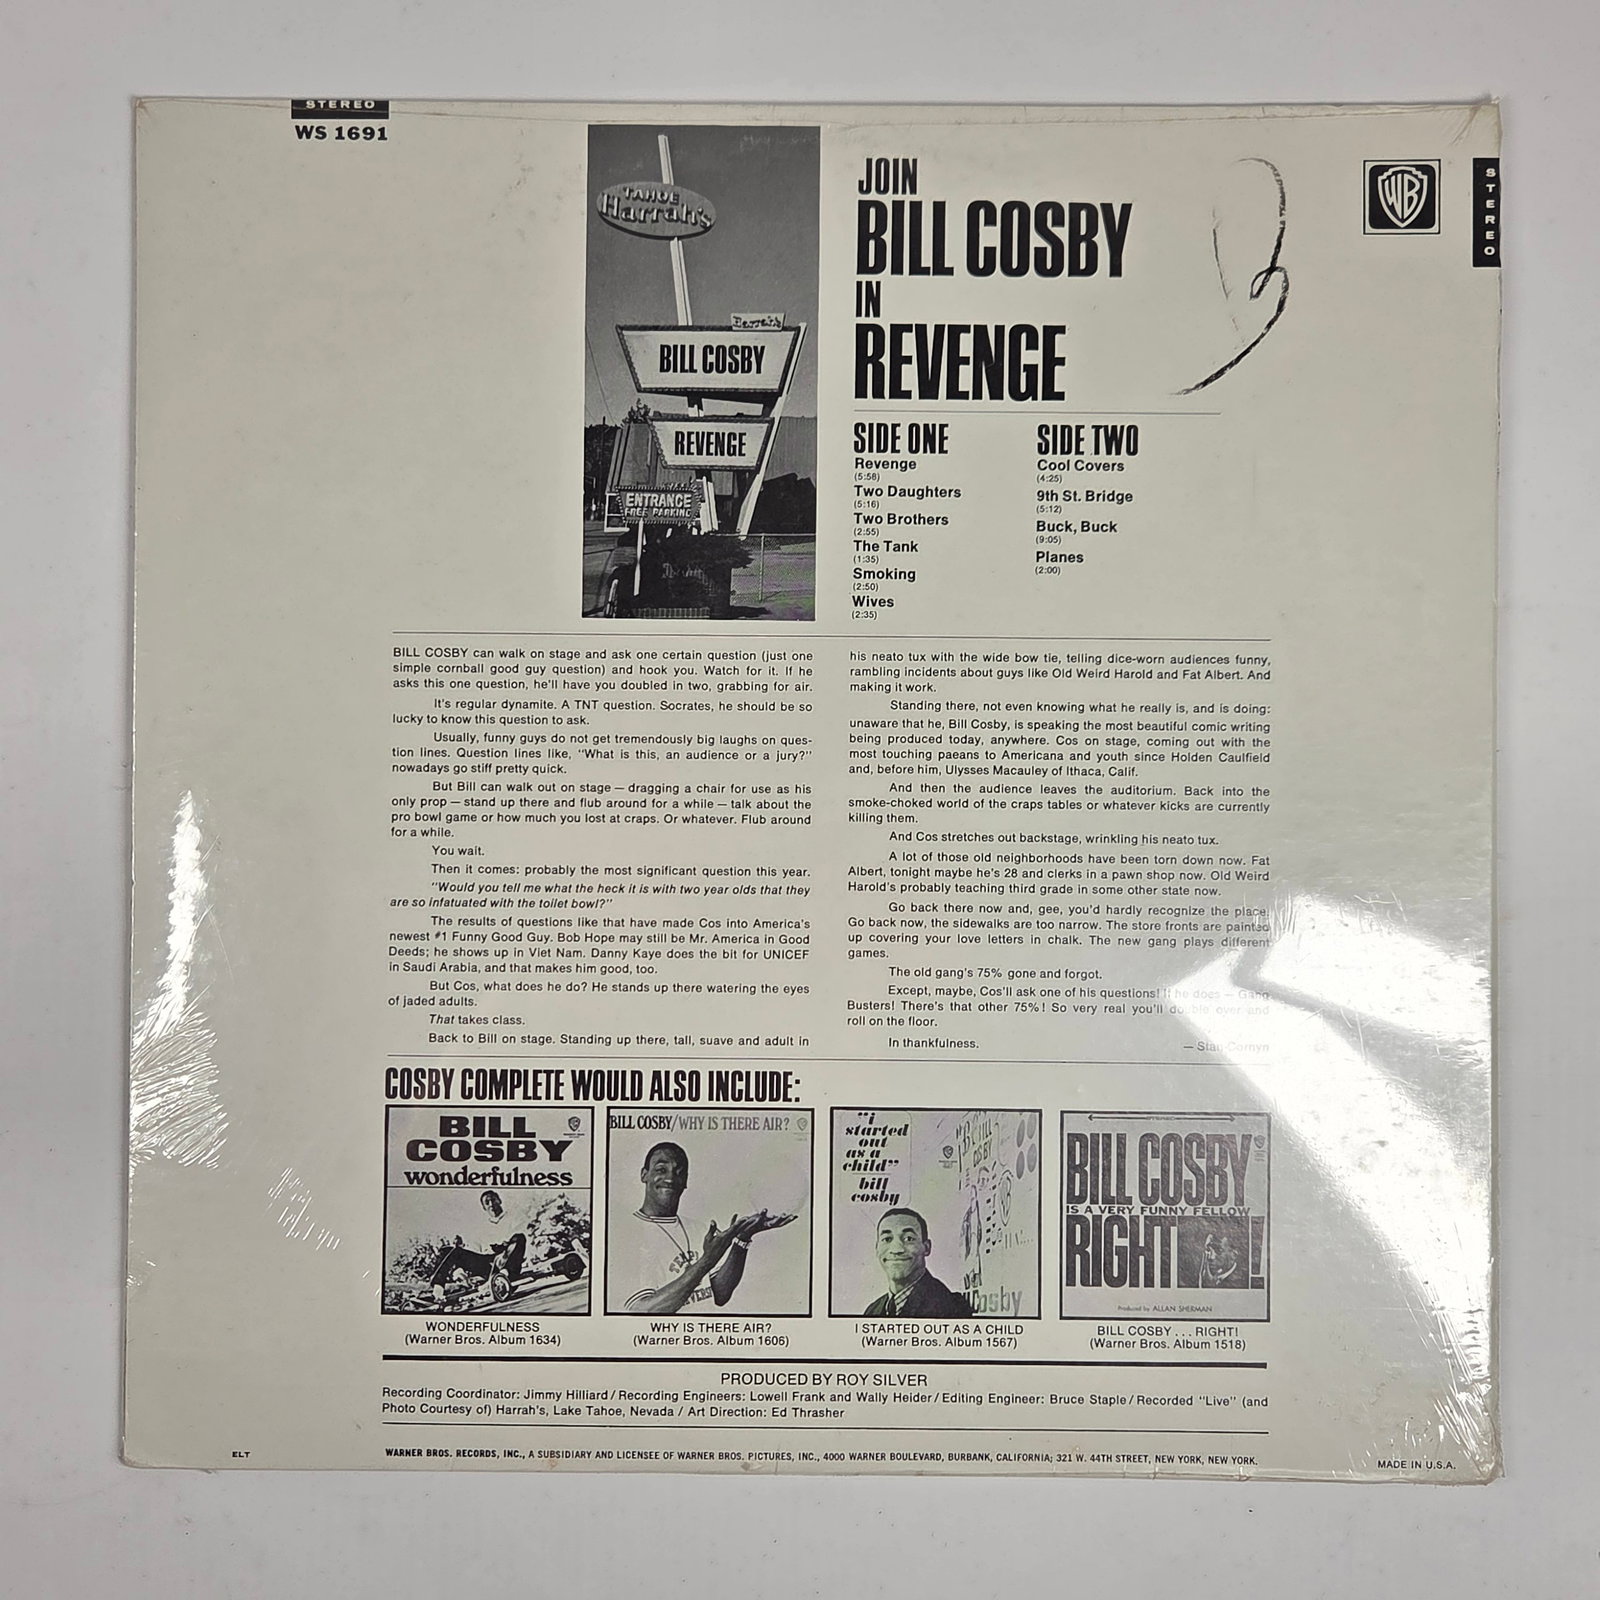 STEREO
WS 1691
TAHOE
Harrah's
Harrah's
BILL COSBY
REVENGE
ENTRANCE
FREE PARKING
JOIN
BILL COSBY
IN
REVENGE
WB
STEREO
SIDE ONE
Revenge
(5:58)
Two Daughters
(5:16)
Two Brothers
(2:55)
The Tank
(1:35)
Smoking
(2:50)
Wives
(2:35)
SIDE TWO
Cool Covers
(4:25)
9th St. Bridge
(5:12)
Buck, Buck
(9:05)
Planes
(2:00)
BILL COSBY can walk on stage and ask one certain question (just one
simple cornball good guy question) and hook you. Watch for it. If he
asks this one question, he'll have you doubled in two, grabbing for air.
It's regular dynamite. A TNT question. Socrates, he should be so
lucky to know this question to ask.
Usually, funny guys do not get tremendously big laughs on ques-
tion lines. Question lines like, "What is this, an audience or a jury?"
nowadays go stiff pretty quick.
But Bill can walk out on stage — dragging a chair for use as his
only prop — stand up there and flub around for a while — talk about the
pro bowl game or how much you lost at craps. Or whatever. Flub around
for a while.
You wait.
Then it comes: probably the most significant question this year.
"Would you tell me what the heck it is with two year olds that they
are so infatuated with the toilet bowl?"
The results of questions like that have made Cos into America's
newest #1 Funny Good Guy. Bob Hope may still be Mr. America in Good
Deeds; he shows up in Viet Nam. Danny Kaye does the bit for UNICEF
in Saudi Arabia, and that makes him good, too.
But Cos, what does he do? He stands up there watering the eyes
of jaded adults.
That takes class.
Back to Bill on stage. Standing up there, tall, suave and adult in
his neato tux with the wide bow tie, telling dice-worn audiences funny,
rambling incidents about guys like Old Weird Harold and Fat Albert. And
making it work.
Standing there, not even knowing what he really is, and is doing:
unaware that he, Bill Cosby, is speaking the most beautiful comic writing
being produced today, anywhere. Cos on stage, coming out with the
most touching paeans to Americana and youth since Holden Caulfield
and, before him, Ulysses Macauley of Ithaca, Calif.
And then the audience leaves the auditorium. Back into the
smoke-choked world of the craps tables or whatever kicks are currently
killing them.
And Cos stretches out backstage, wrinkling his neato tux.
A lot of those old neighborhoods have been torn down now. Fat
Albert, tonight maybe he's 28 and clerks in a pawn shop now. Old Weird
Harold's probably teaching third grade in some other state now.
Go back there now and, gee, you'd hardly recognize the place.
Go back now, the sidewalks are too narrow. The store fronts are painted
up covering your love letters in chalk. The new gang plays different
games.
The old gang's 75% gone and forgot.
Except, maybe, Cos'll ask one of his questions! If he does — Gang
Busters! There's that other 75%! So very real you'll double over and
roll on the floor.
In thankfulness.
— Stan Cornyn
COSBY COMPLETE WOULD ALSO INCLUDE:
BILL
COSBY
wonderfulness
BILL COSBY/WHY IS THERE AIR?
"i
started
out
as a
child"
bill
cosby
STEREO
BILL COSBY
IS A VERY FUNNY FELLOW
RIGHT!
Produced by ALLAN SHERMAN
WONDERFULNESS
(Warner Bros. Album 1634)
WHY IS THERE AIR?
(Warner Bros. Album 1606)
I STARTED OUT AS A CHILD
(Warner Bros. Album 1567)
BILL COSBY . . . RIGHT!
(Warner Bros. Album 1518)
PRODUCED BY ROY SILVER
Recording Coordinator: Jimmy Hilliard / Recording Engineers: Lowell Frank and Wally Heider / Editing Engineer: Bruce Staple / Recorded "Live" (and
Photo Courtesy of) Harrah's, Lake Tahoe, Nevada / Art Direction: Ed Thrasher
ELT
WARNER BROS. RECORDS, INC., A SUBSIDIARY AND LICENSEE OF WARNER BROS. PICTURES, INC., 4000 WARNER BOULEVARD, BURBANK, CALIFORNIA; 321 W. 44TH STREET, NEW YORK, NEW YORK.
MADE IN U.S.A.